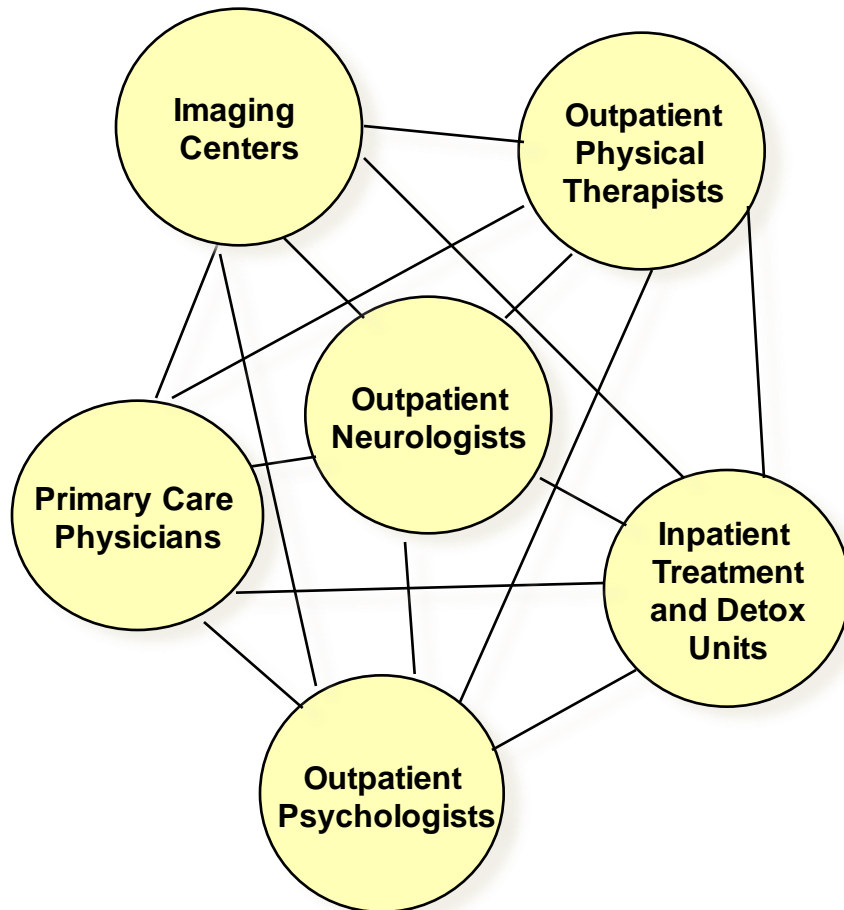 Imaging
Centers
Outpatient
Physical
Therapists
Outpatient
Neurologists
Primary Care
Physicians
Inpatient
Treatment
and Detox
Units
Outpatient
Psychologists